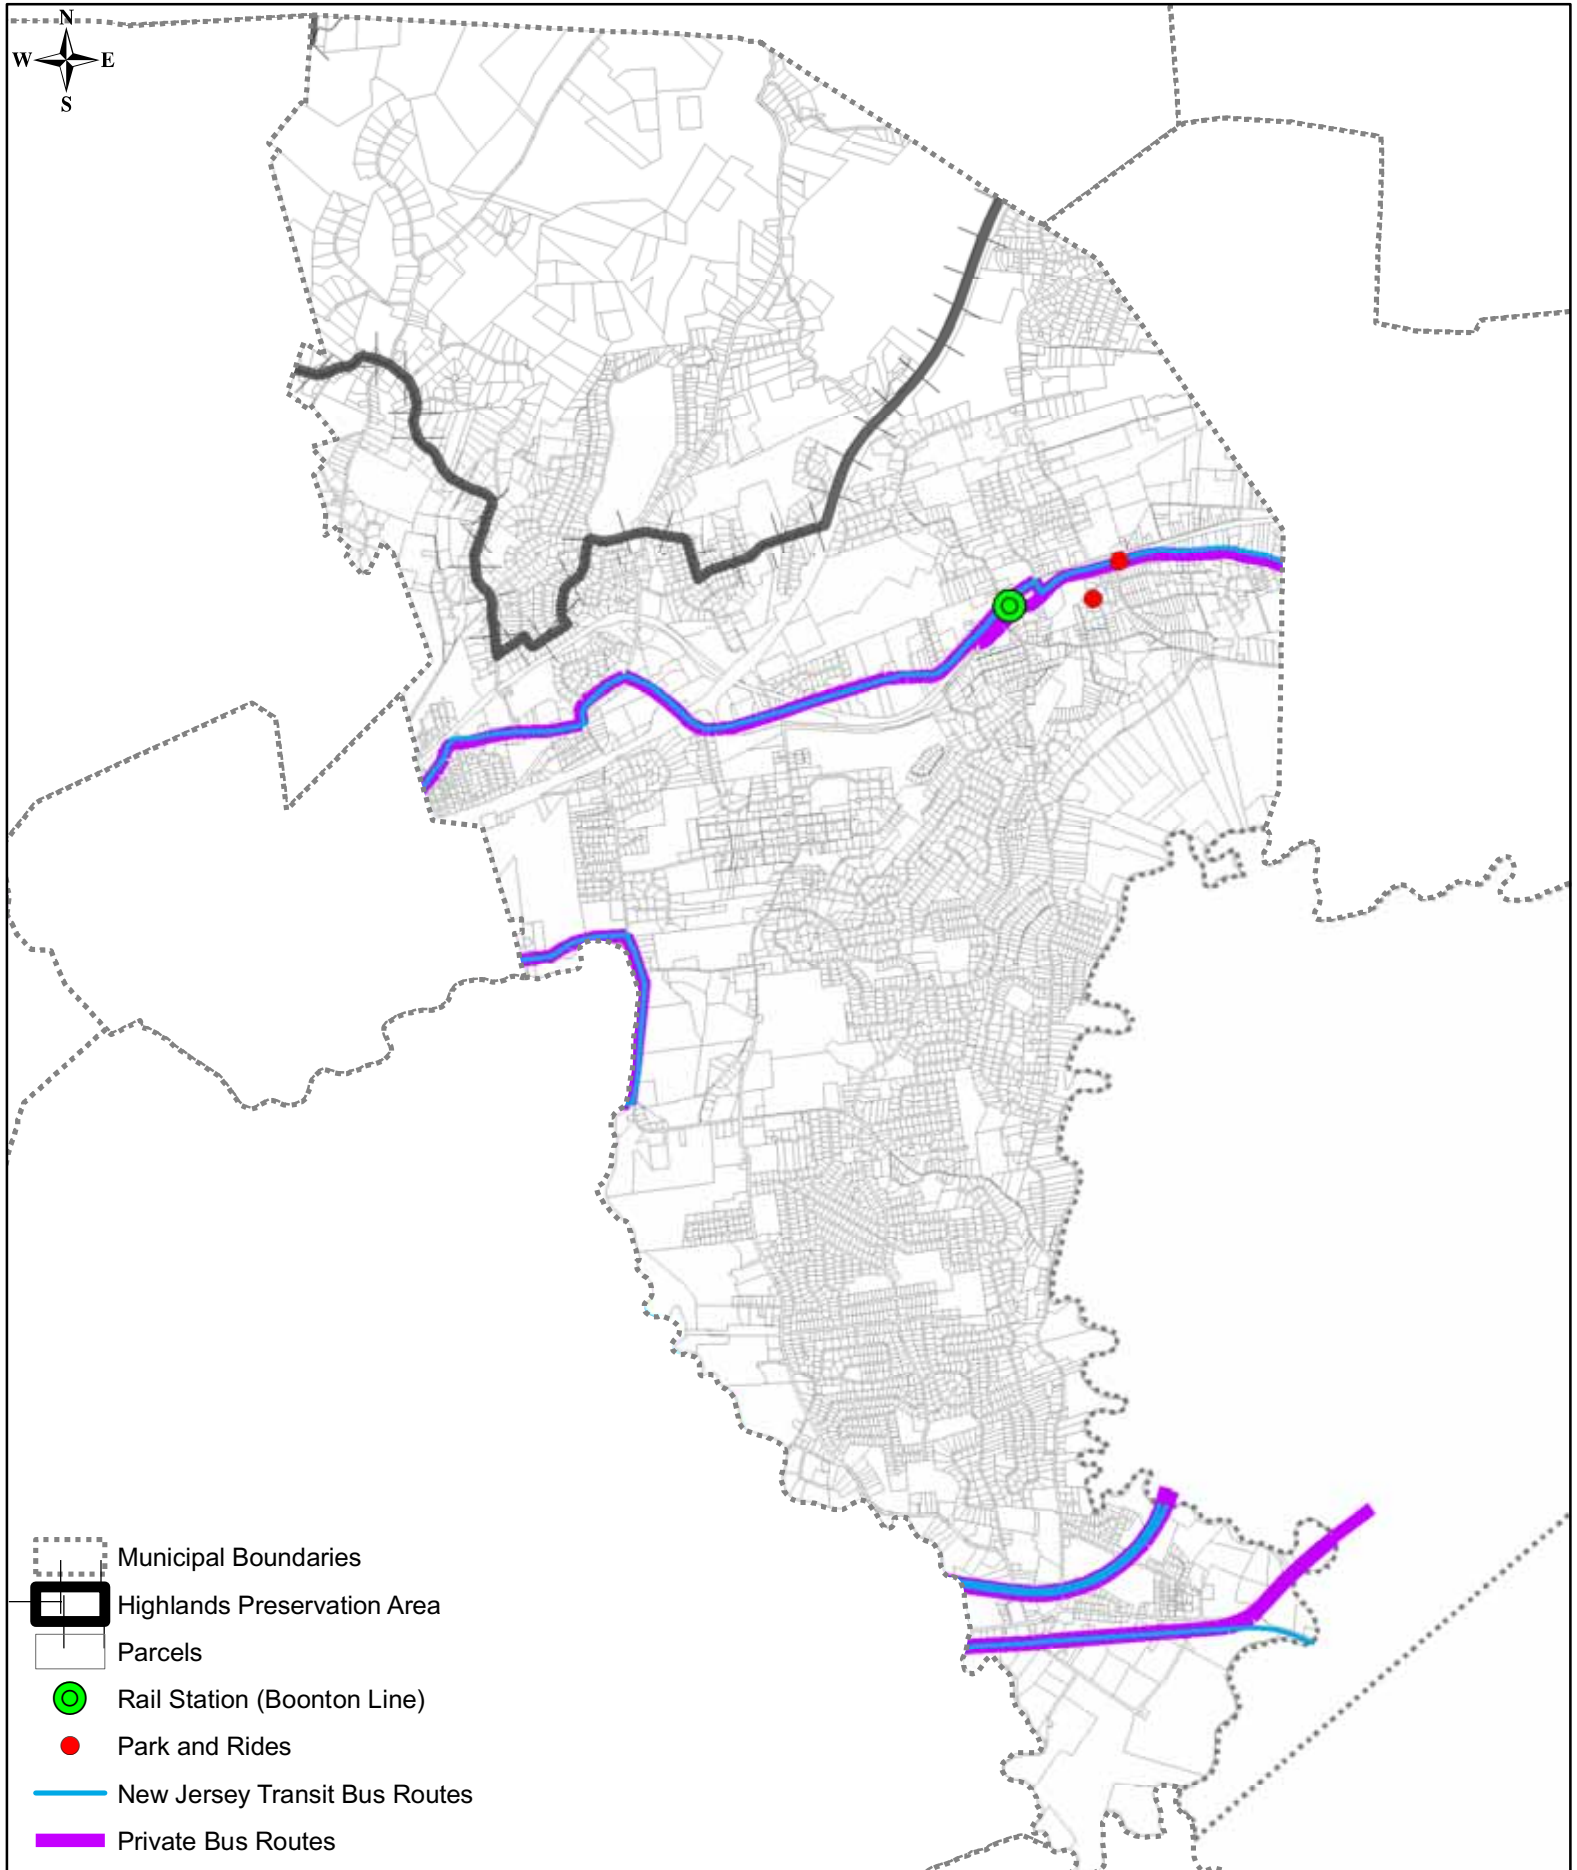 N
W E
S
Municipal Boundaries
Highlands Preservation Area
Parcels
Rail Station (Boonton Line)
Park and Rides
New Jersey Transit Bus Routes
Private Bus Routes